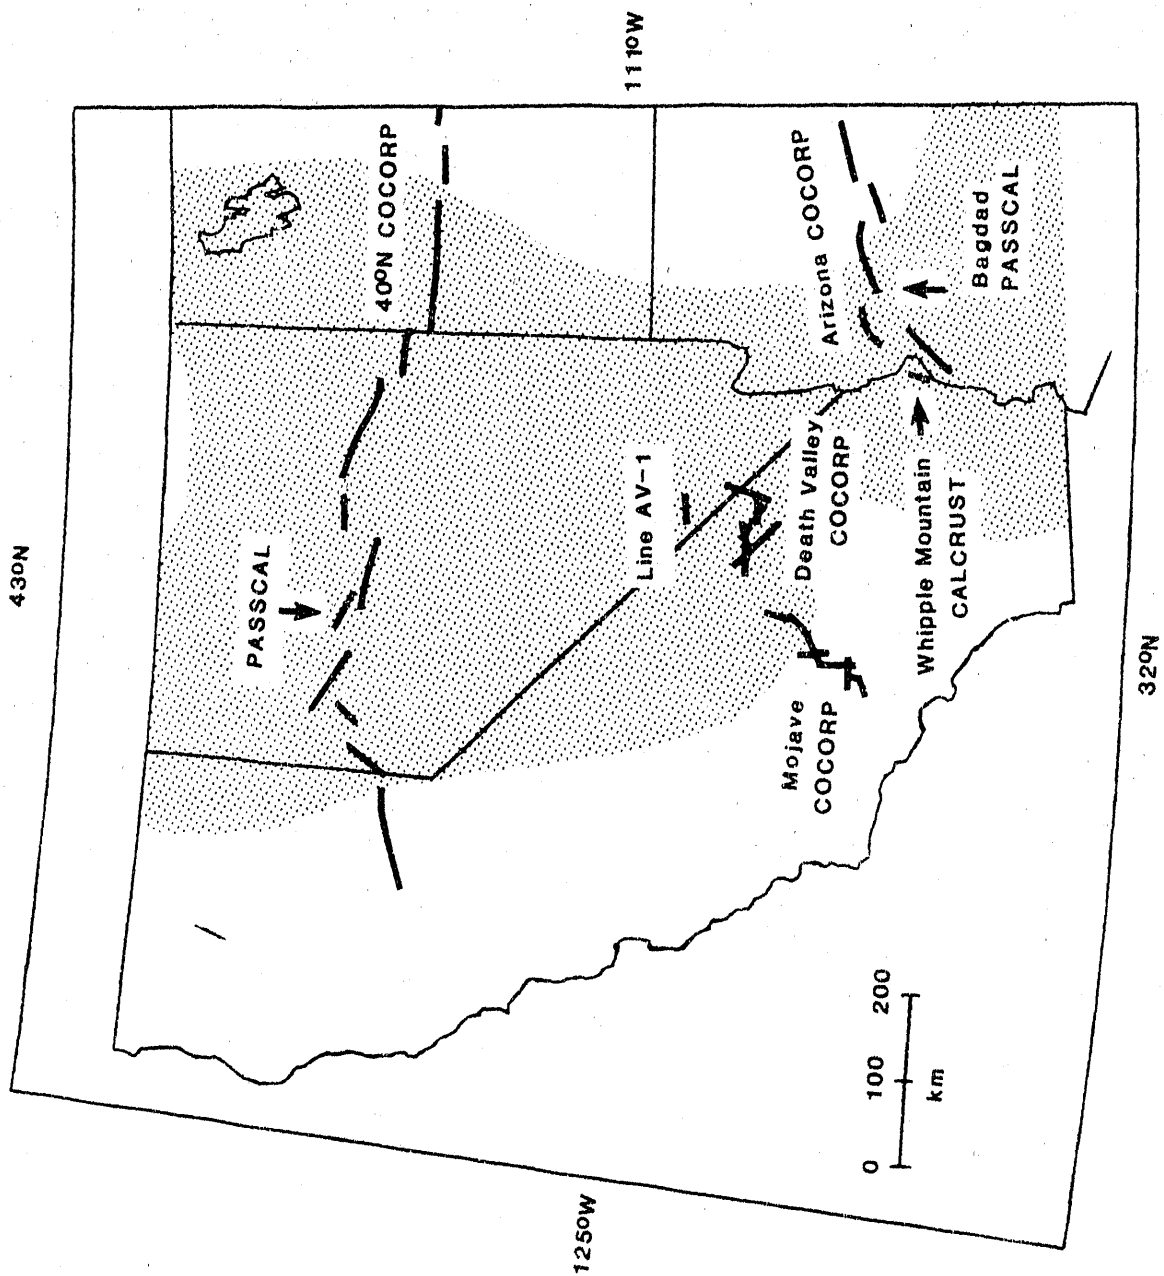 43ºN
111ºW
125ºW
32ºN
40ºN COCORP
PASSCAL
Line AV-1
Arizona COCORP
Bagdad
PASSCAL
Death Valley
COCORP
Whipple Mountain
CALCRUST
Mojave
COCORP
0 100 200
km